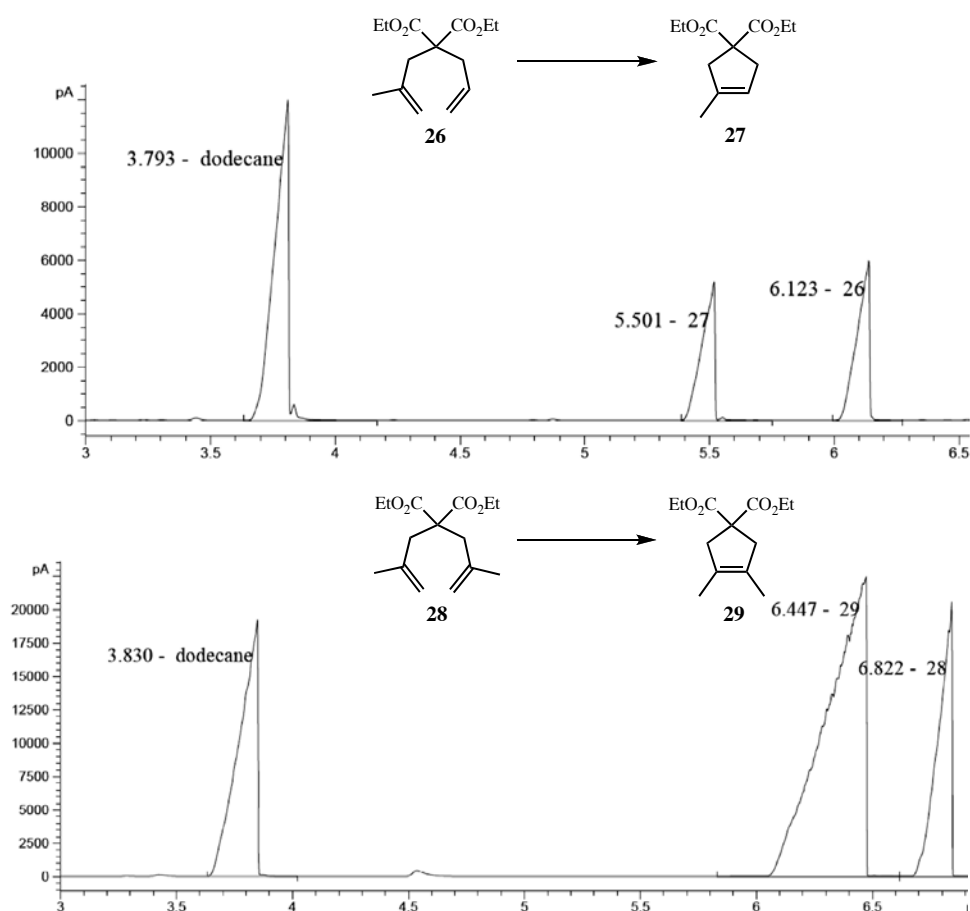 EtO₂C CO₂Et EtO₂C CO₂Et
26 27
pA
10000
8000
6000
4000
2000
0
3.793 - dodecane
5.501 - 27
6.123 - 26
3 3.5 4 4.5 5 5.5 6 6.5
EtO₂C CO₂Et EtO₂C CO₂Et
28 29
pA
20000
17500
15000
12500
10000
7500
5000
2500
0
3.830 - dodecane
6.447 - 29
6.822 - 28
3 3.5 4 4.5 5 5.5 6 6.5